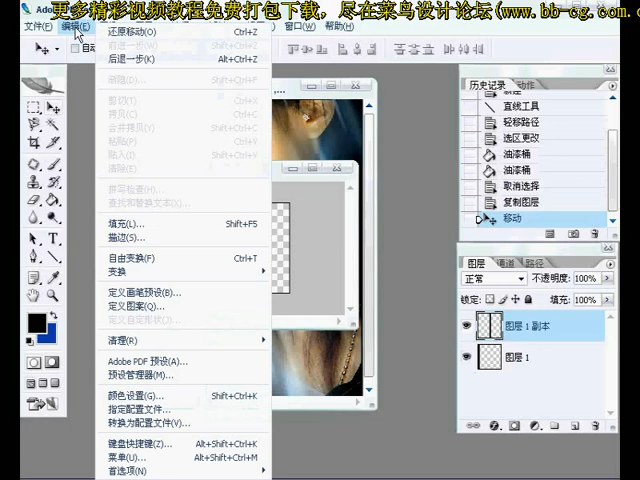 更多精彩视频教程免费打包下载，尽在菜鸟设计论坛(www.bb-cg.com.c
Ado
文件(F) 编辑(E) 窗口(W) 帮助(H)
自动
还原移动(O) Ctrl+Z
前进一步(W) Shift+Ctrl+Z
后退一步(K) Alt+Ctrl+Z
渐隐(D)... Shift+Ctrl+F
剪切(T) Ctrl+X
拷贝(C) Ctrl+C
合并拷贝(Y) Shift+Ctrl+C
粘贴(P) Ctrl+V
贴入(I) Shift+Ctrl+V
清除(E)
拼写检查(H)...
查找和替换文本(X)...
填充(L)... Shift+F5
描边(S)...
自由变换(F) Ctrl+T
变换
定义画笔预设(B)...
定义图案(Q)...
定义自定形状(J)...
清理(R)
Adobe PDF 预设(A)...
预设管理器(M)...
颜色设置(G)... Shift+Ctrl+K
指定配置文件...
转换为配置文件(V)...
键盘快捷键(Z)... Alt+Shift+Ctrl+K
菜单(U)... Alt+Shift+Ctrl+M
首选项(N)
历史记录 动作
直线工具
轻移路径
选区更改
油漆桶
油漆桶
取消选择
复制图层
移动
图层 通道 路径
正常 不透明度: 100%
锁定: 填充: 100%
图层 1 副本
图层 1